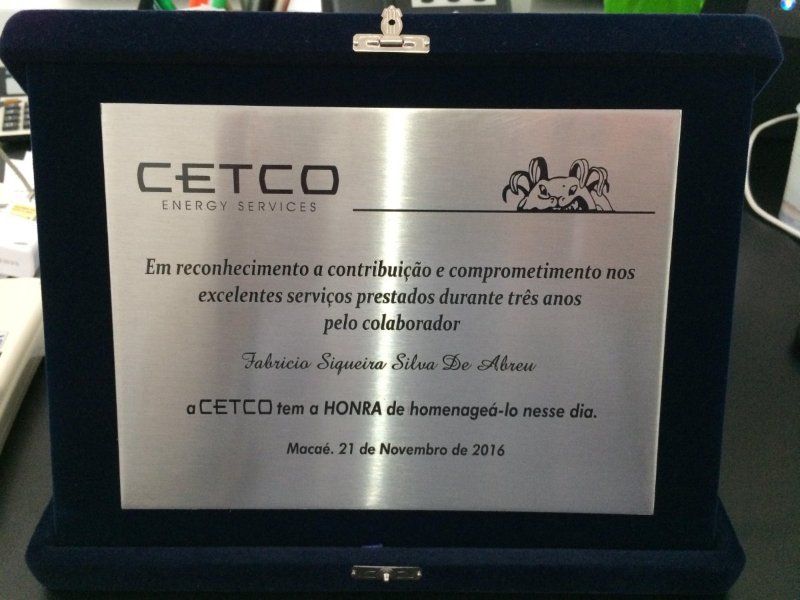 CETCO
ENERGY SERVICES
Em reconhecimento a contribuição e comprometimento nos
excelentes serviços prestados durante três anos
pelo colaborador
Fabricio Siqueira Silva De Abreu
a CETCO tem a HONRA de homenageá-lo nesse dia.
Macaé. 21 de Novembro de 2016